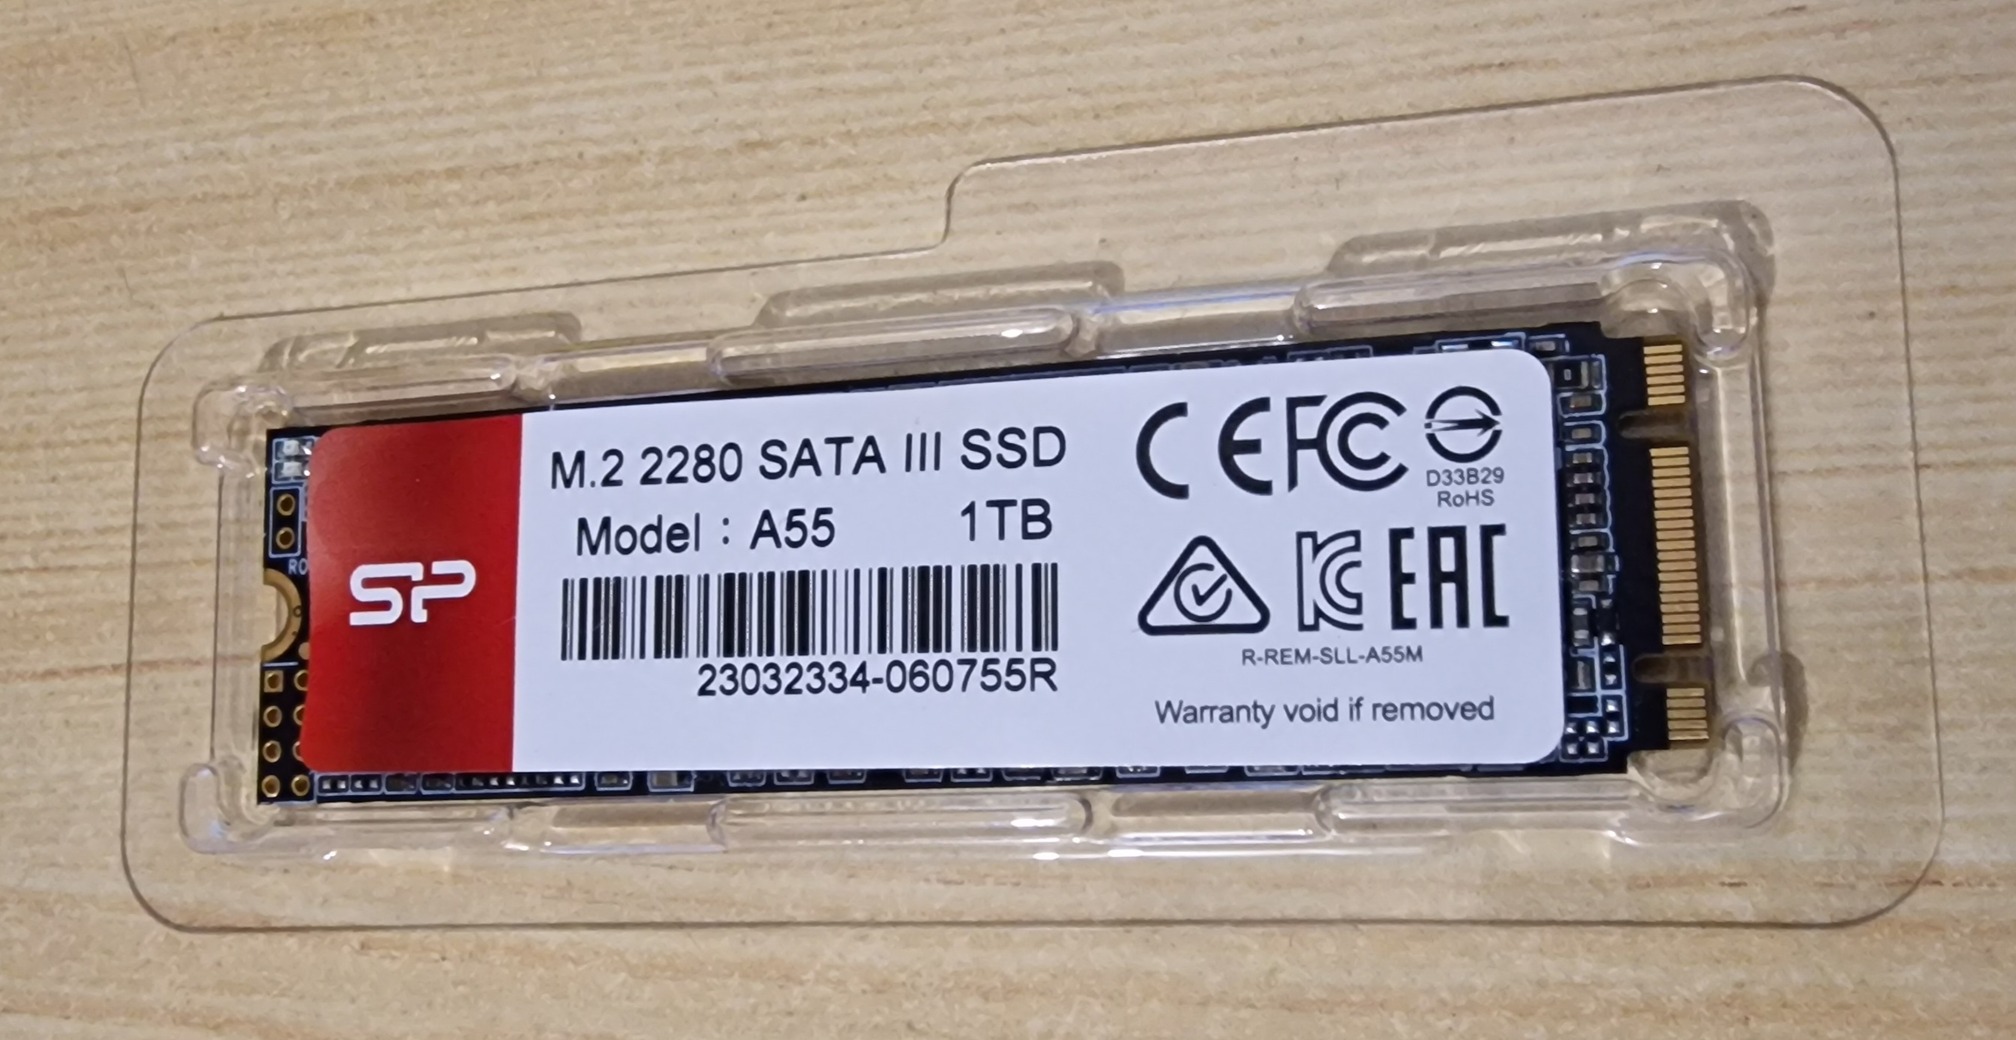 RO
SP
M.2 2280 SATA III SSD
Model : A55 1TB
23032334-060755R
CE FC
D33B29
RoHS
KC EAC
R-REM-SLL-A55M
Warranty void if removed